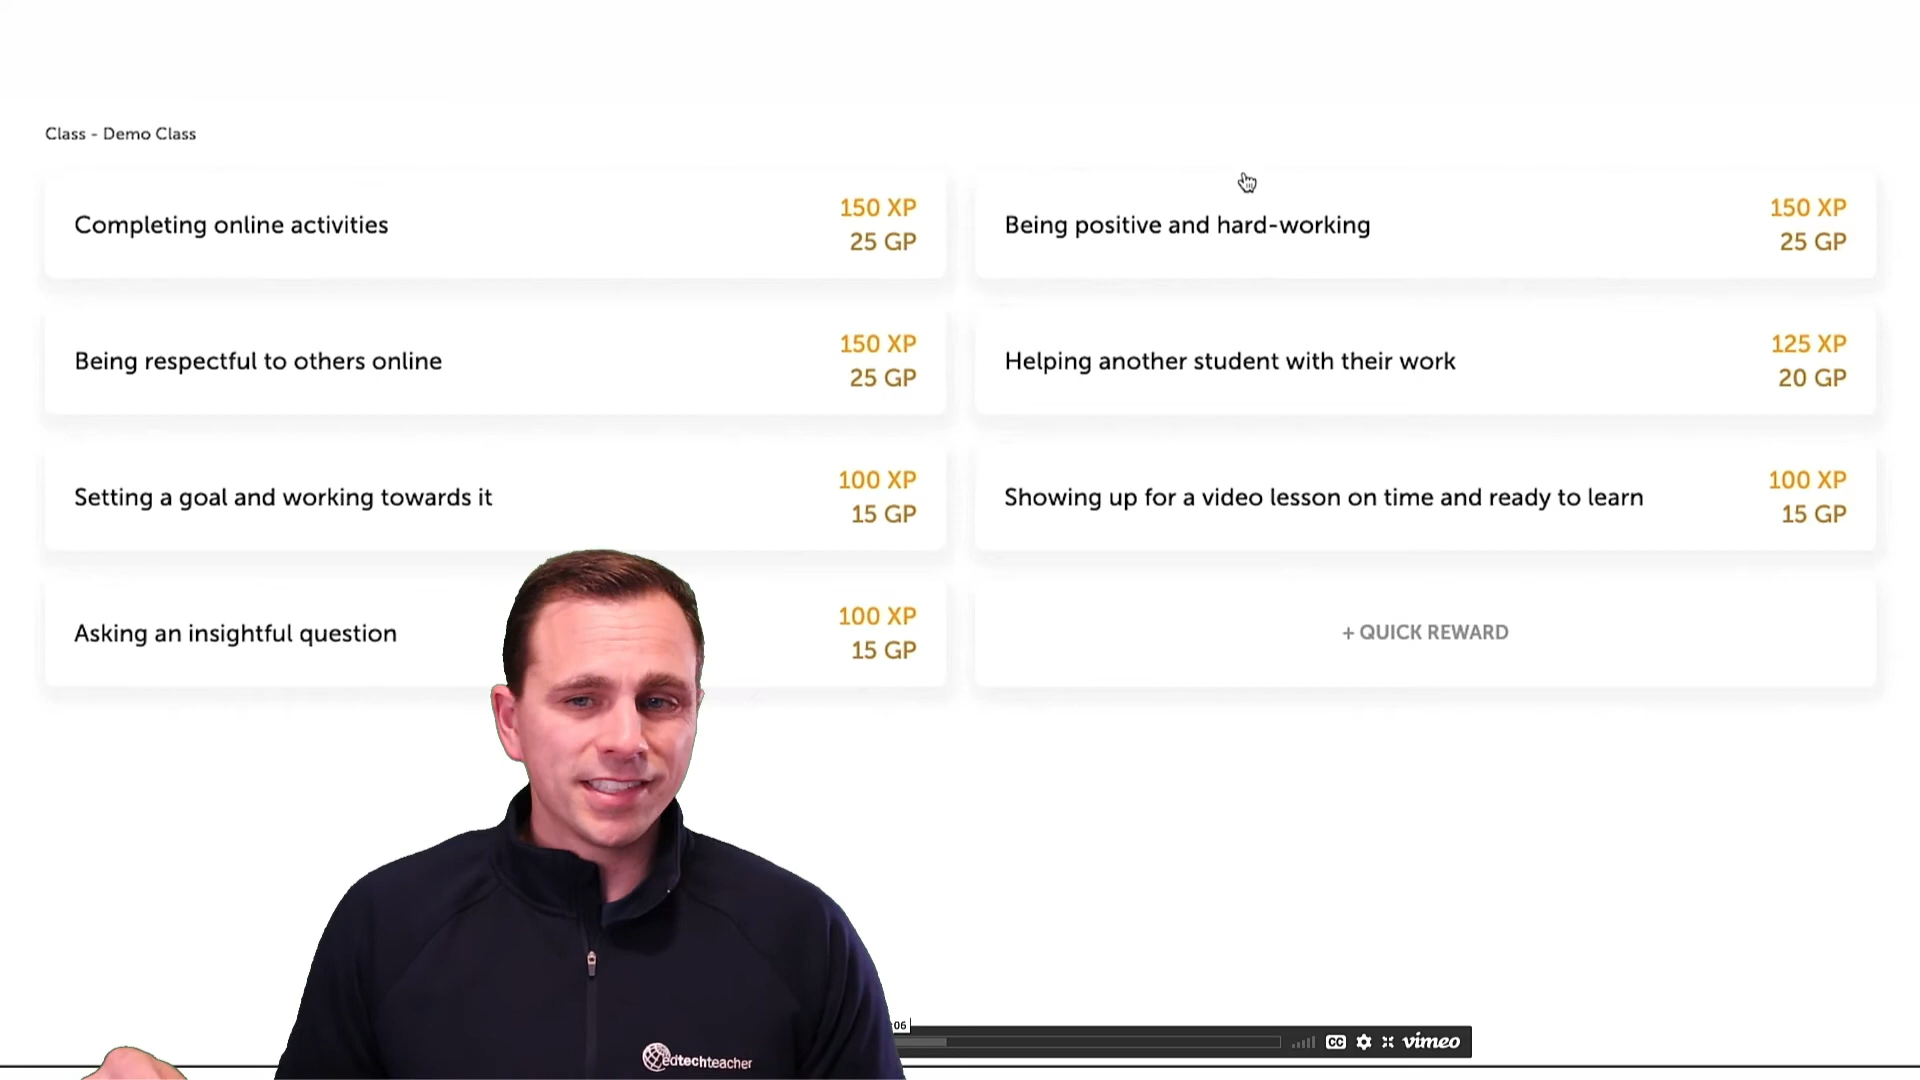 Class - Demo Class
Completing online activities
150 XP
25 GP
Being positive and hard-working
150 XP
25 GP
Being respectful to others online
150 XP
25 GP
Helping another student with their work
125 XP
20 GP
Setting a goal and working towards it
100 XP
15 GP
Showing up for a video lesson on time and ready to learn
100 XP
15 GP
Asking an insightful question
100 XP
15 GP
+ QUICK REWARD
:06
CC
vimeo
edtechteacher